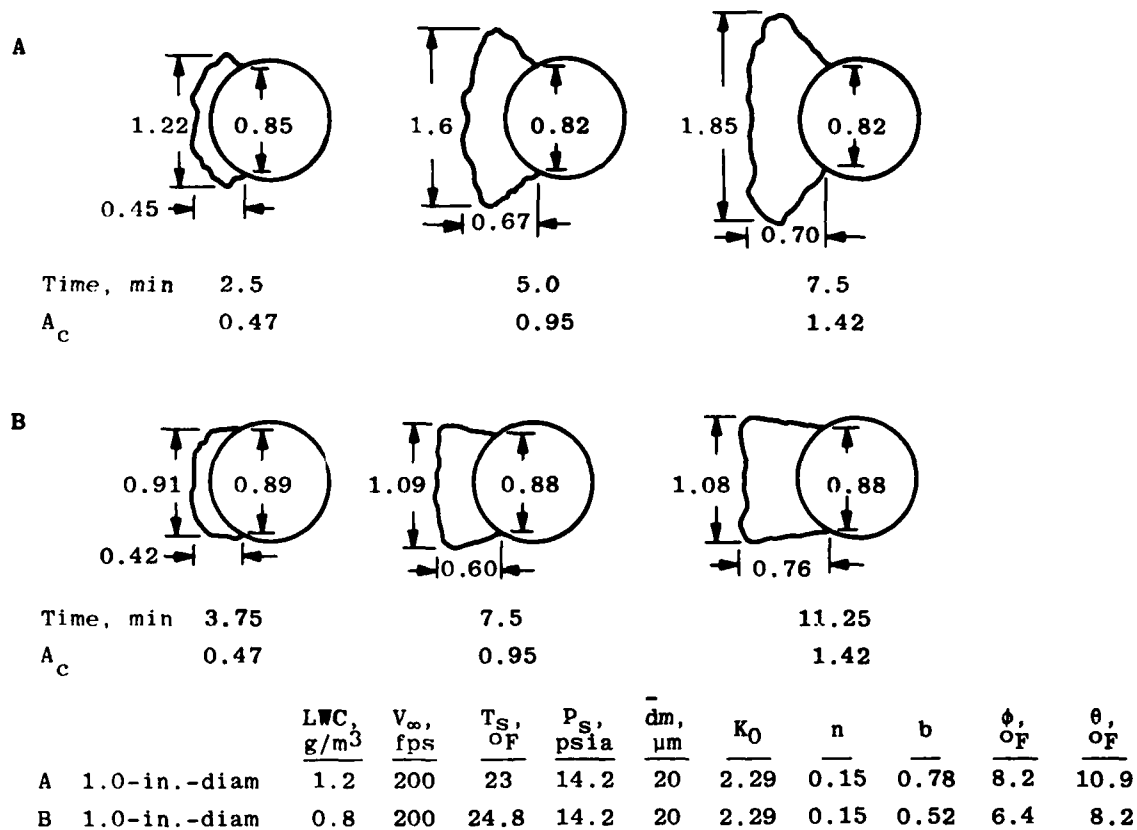 A
1.22 0.85 0.45
1.6 0.82 0.67
1.85 0.82 0.70
Time, min 2.5 5.0 7.5
A_c 0.47 0.95 1.42
B
0.91 0.89 0.42
1.09 0.88 0.60
1.08 0.88 0.76
Time, min 3.75 7.5 11.25
A_c 0.47 0.95 1.42
LWC, g/m³ V∞, fps T_S, °F P_S, psia d̄m, µm K₀ n b ϕ, °F θ, °F
A 1.0-in.-diam 1.2 200 23 14.2 20 2.29 0.15 0.78 8.2 10.9
B 1.0-in.-diam 0.8 200 24.8 14.2 20 2.29 0.15 0.52 6.4 8.2